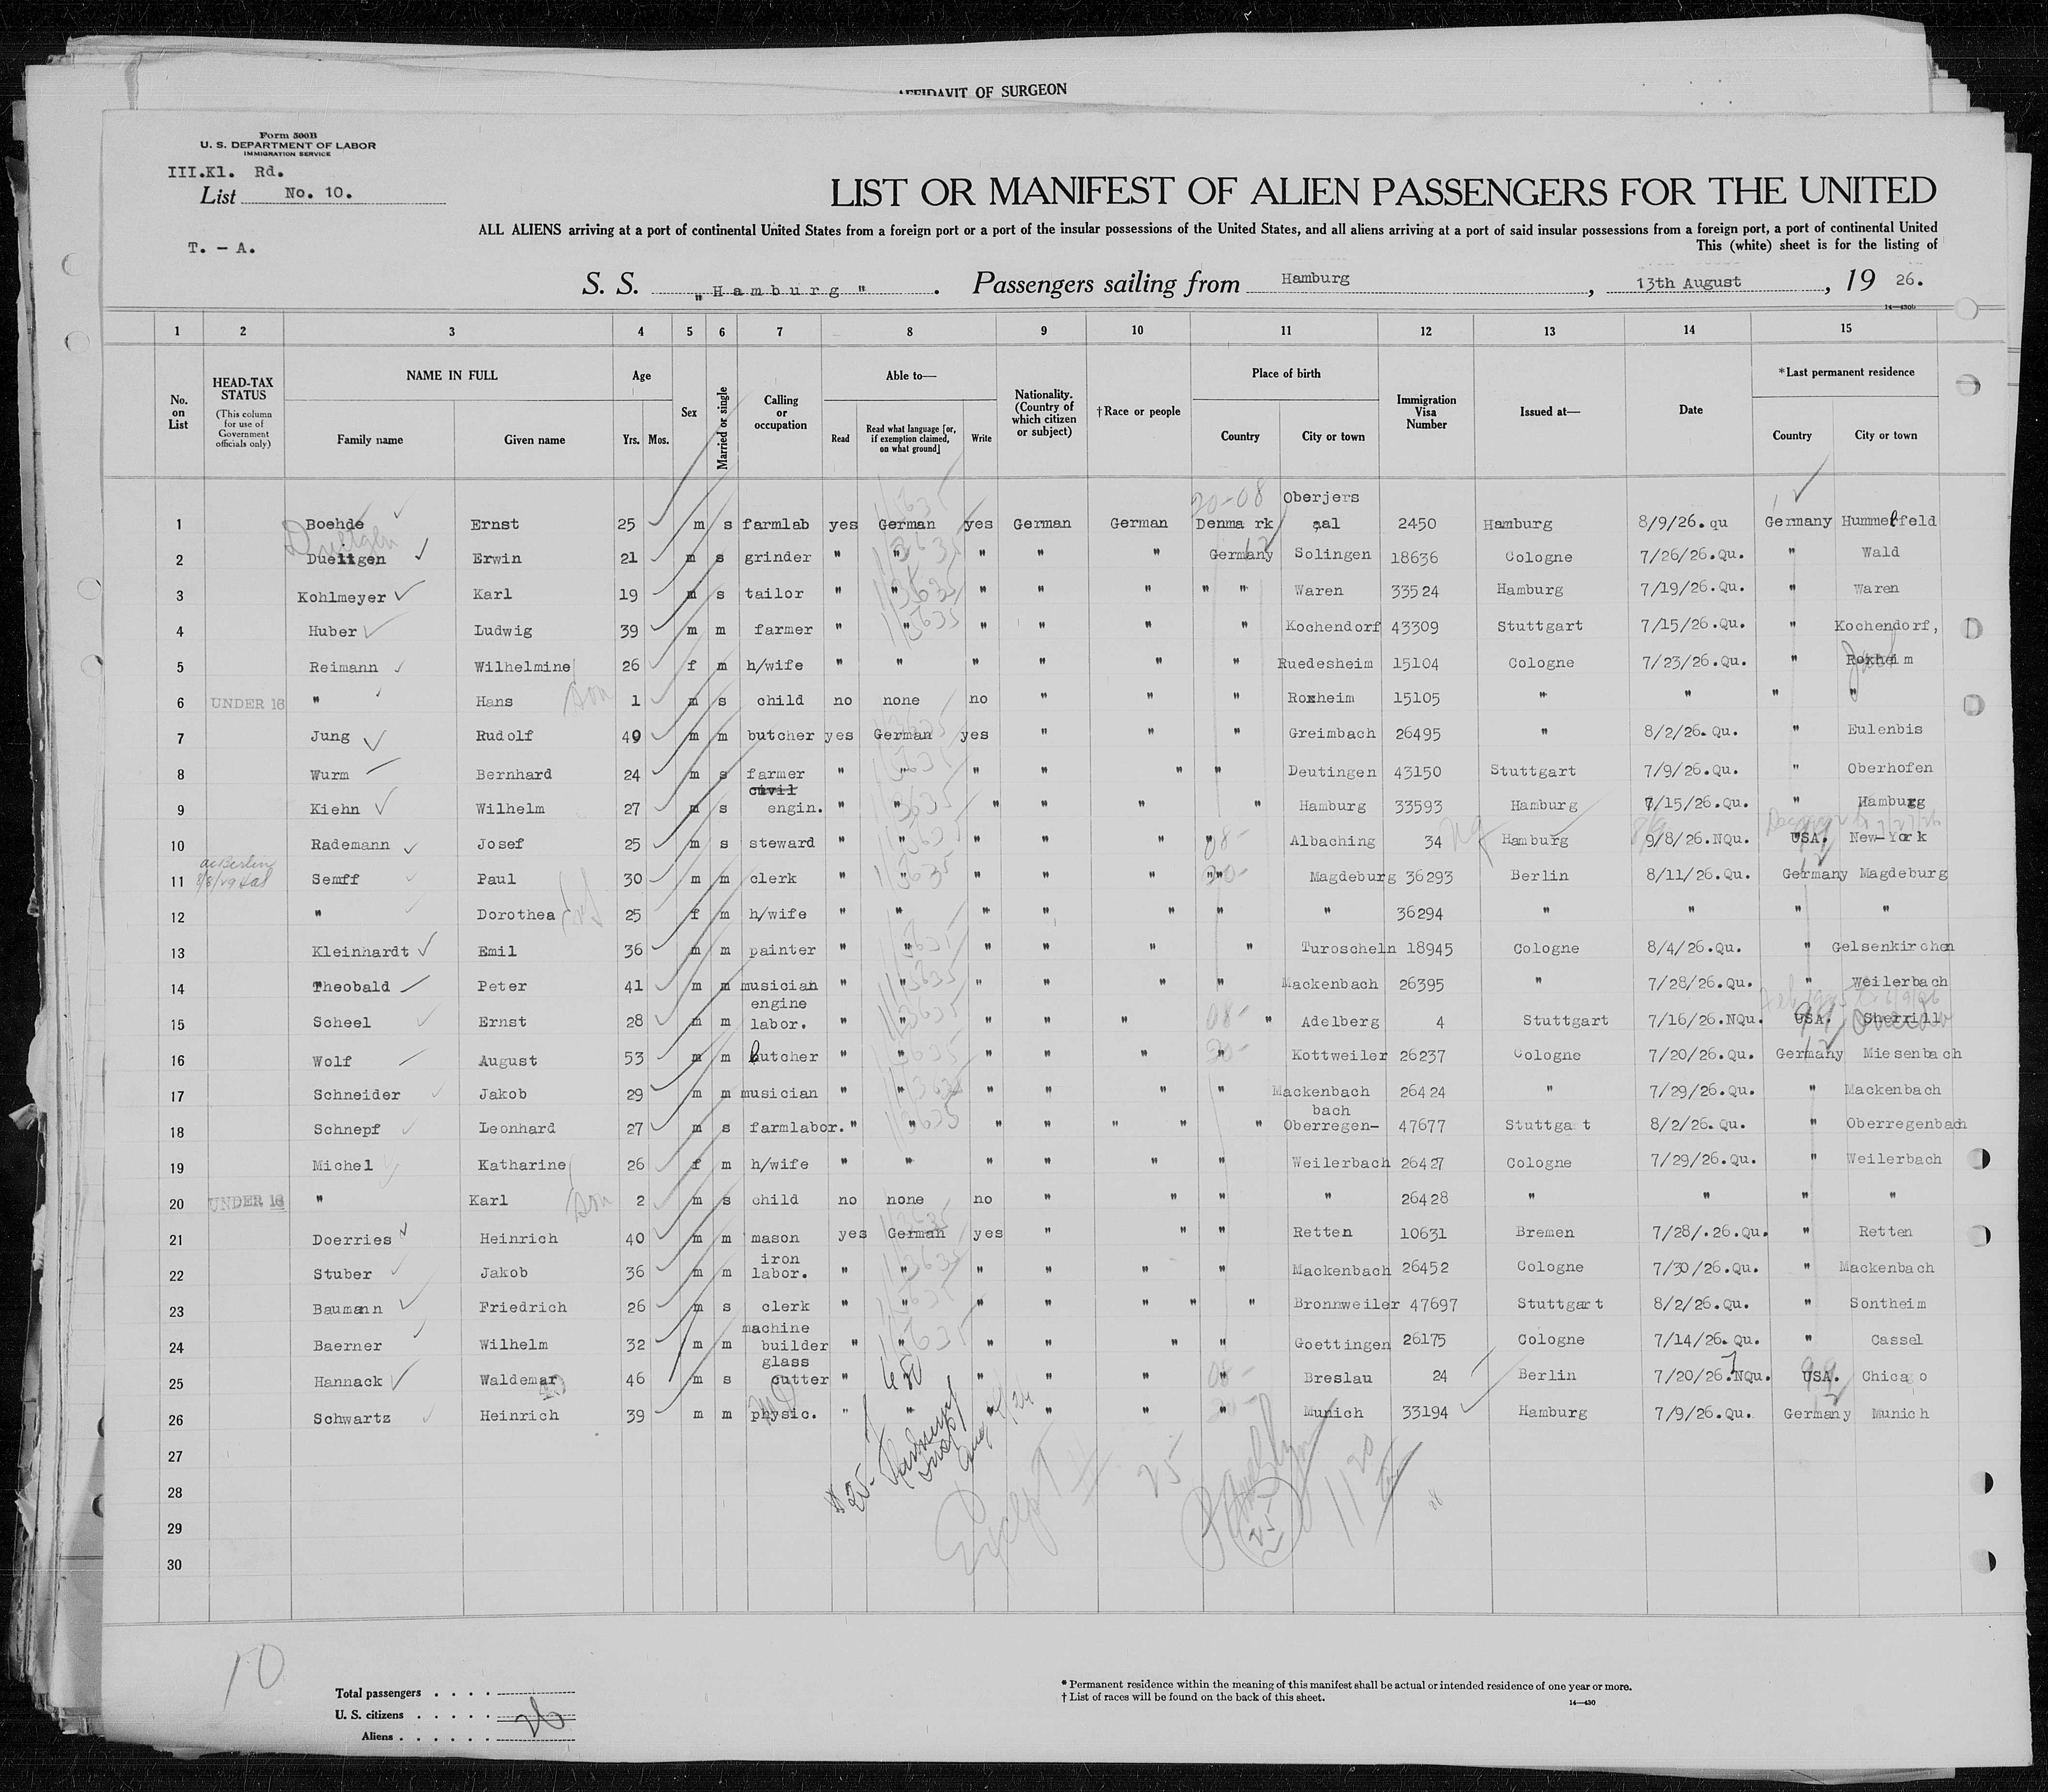 AFFIDAVIT OF SURGEON
Form 500B
U. S. DEPARTMENT OF LABOR
IMMIGRATION SERVICE
III.Kl. Rd.
List No. 10.
T. - A.
LIST OR MANIFEST OF ALIEN PASSENGERS FOR THE UNITED
ALL ALIENS arriving at a port of continental United States from a foreign port or a port of the insular possessions of the United States, and all aliens arriving at a port of said insular possessions from a foreign port, a port of continental United
This (white) sheet is for the listing of
S. S. „Hamburg". Passengers sailing from Hamburg, 13th August, 1926.
14—430b
1 2 3 4 5 6 7 8 9 10 11 12 13 14 15
No. on List HEAD-TAX STATUS (This column for use of Government officials only) NAME IN FULL Family name Given name Age Yrs. Mos. Sex Married or single Calling or occupation Able to— Read Read what language [or, if exemption claimed, on what ground] Write Nationality. (Country of which citizen or subject) †Race or people Place of birth Country City or town Immigration Visa Number Issued at— Date *Last permanent residence Country City or town
20-08 Oberjers
1 Boehde Ernst 25 m s farmlab yes German yes German German Denma rk aal 2450 Hamburg 8/9/26. qu Germany Hummelfeld
Dueltgen
2 Dueltgen Erwin 21 m s grinder " " " " " Germany Solingen 18636 Cologne 7/26/26.Qu. " Wald
3 Kohlmeyer Karl 19 m s tailor " " " " " " " Waren 33524 Hamburg 7/19/26.Qu. " Waren
4 Huber Ludwig 39 m m farmer " " " " " " Kochendorf 43309 Stuttgart 7/15/26.Qu. " Kochendorf,
5 Reimann Wilhelmine 26 f m h/wife " " " " " " Ruedesheim 15104 Cologne 7/23/26.Qu. " Roxheim
6 UNDER 16 " Hans son 1 m s child no none no " " " Roxheim 15105 " " " "
7 Jung Rudolf 49 m m butcher yes German yes " " " Greimbach 26495 " 8/2/26.Qu. " Eulenbis
8 Wurm Bernhard 24 m s farmer " " " " " " Deutingen 43150 Stuttgart 7/9/26.Qu. " Oberhofen
civil
9 Kiehn Wilhelm 27 m s engin. " " " " " " Hamburg 33593 Hamburg 7/15/26.Qu. " Hamburg
10 Rademann Josef 25 m s steward " " " " " " 08- Albaching 34 Hamburg 9/8/26.NQu. USA. New-York
11 Semff Paul 30 m m clerk " " " " " " Magdeburg 36293 Berlin 8/11/26.Qu. Germany Magdeburg
12 " Dorothea 25 f m h/wife " " " " " " " 36294 " " " "
13 Kleinhardt Emil 36 m m painter " " " " " " Turoscheln 18945 Cologne 8/4/26.Qu. " Gelsenkirchen
14 Theobald Peter 41 m m musician " " " " " " Mackenbach 26395 " 7/28/26.Qu. " Weilerbach
engine
15 Scheel Ernst 28 m m labor. " " " " " 08- " Adelberg 4 Stuttgart 7/16/26.NQu. USA. Sherrill
16 Wolf August 53 m m butcher " " " " " " Kottweiler 26237 Cologne 7/20/26.Qu. Germany Miesenbach
17 Schneider Jakob 29 m m musician " " " " " " Mackenbach 26424 " 7/29/26.Qu. " Mackenbach
bach
18 Schnepf Leonhard 27 m s farmlabor. " " " " " " " Oberregen- 47677 Stuttgart 8/2/26.Qu. " Oberregenbach
19 Michel Katharine 26 f m h/wife " " " " " " Weilerbach 26427 Cologne 7/29/26.Qu. " Weilerbach
20 UNDER 16 " Karl son 2 m s child no none no " " " " 26428 " " " "
21 Doerries Heinrich 40 m m mason yes German yes " " " Retten 10631 Bremen 7/28/.26.Qu. " Retten
iron
22 Stuber Jakob 36 m m labor. " " " " " " Mackenbach 26452 Cologne 7/30/26.Qu. " Mackenbach
23 Baumann Friedrich 26 m s clerk " " " " " " " Bronnweiler 47697 Stuttgart 8/2/26.Qu. " Sontheim
machine
24 Baerner Wilhelm 32 m m builder " " " " " " Goettingen 26175 Cologne 7/14/26.Qu. " Cassel
glass
25 Hannack Waldemar 46 m s cutter " " " " 08- " Breslau 24 Berlin 7/20/26.NQu. USA. Chicago
26 Schwartz Heinrich 39 m m physic. " " " " " " Munich 33194 Hamburg 7/9/26.Qu. Germany Munich
27
28
29
30
25
25
10
Total passengers . . . .
U. S. citizens . . . . . 26
Aliens . . . . . .
* Permanent residence within the meaning of this manifest shall be actual or intended residence of one year or more.
† List of races will be found on the back of this sheet.
14—430